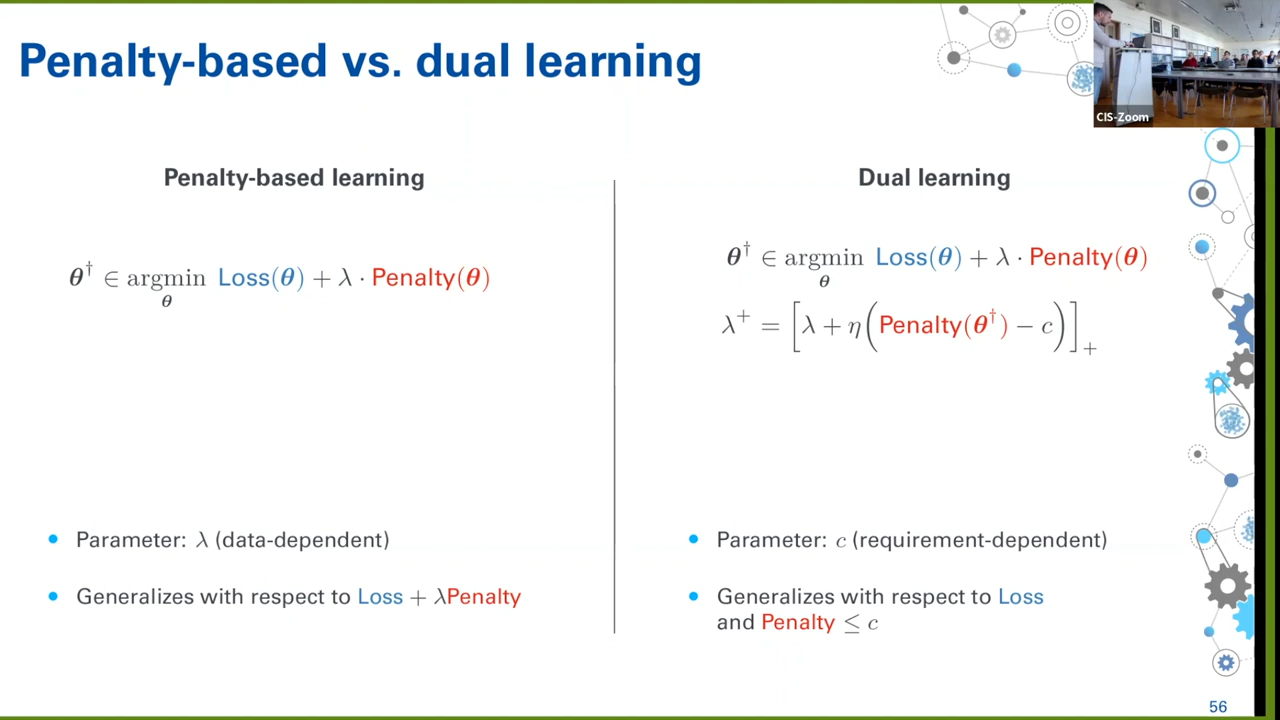 Penalty-based vs. dual learning
CIS-Zoom
Penalty-based learning
θ† ∈ argmin Loss(θ) + λ · Penalty(θ)
θ
Dual learning
θ† ∈ argmin Loss(θ) + λ · Penalty(θ)
θ
λ⁺ = [λ + η(Penalty(θ†) − c)]₊
• Parameter: λ (data-dependent)
• Generalizes with respect to Loss + λPenalty
• Parameter: c (requirement-dependent)
• Generalizes with respect to Loss
and Penalty ≤ c
56